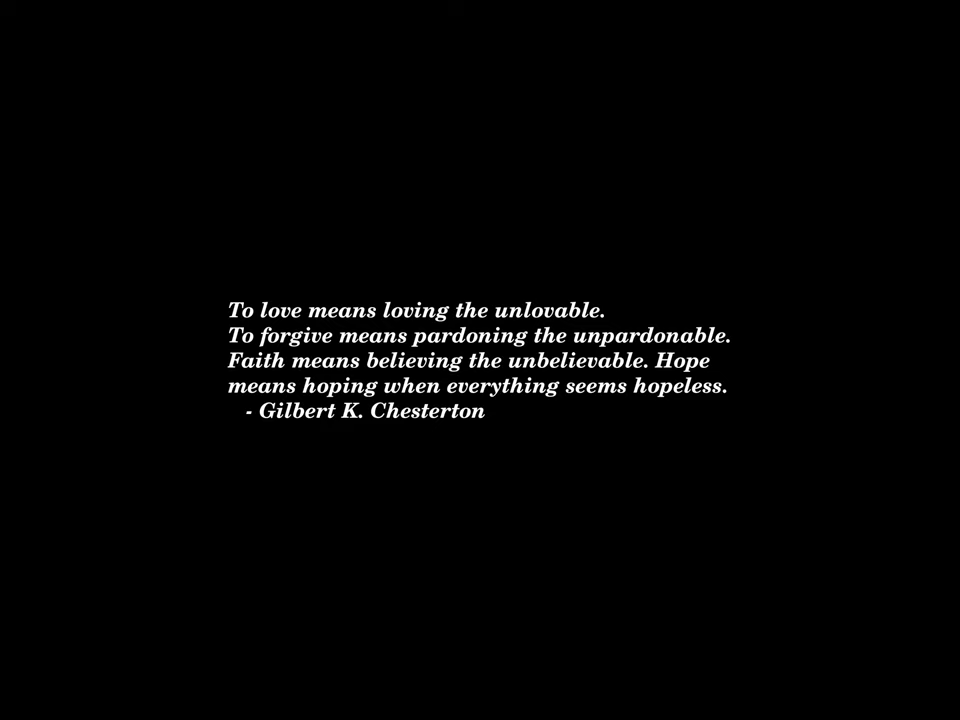 To love means loving the unlovable.
To forgive means pardoning the unpardonable.
Faith means believing the unbelievable. Hope
means hoping when everything seems hopeless.
- Gilbert K. Chesterton